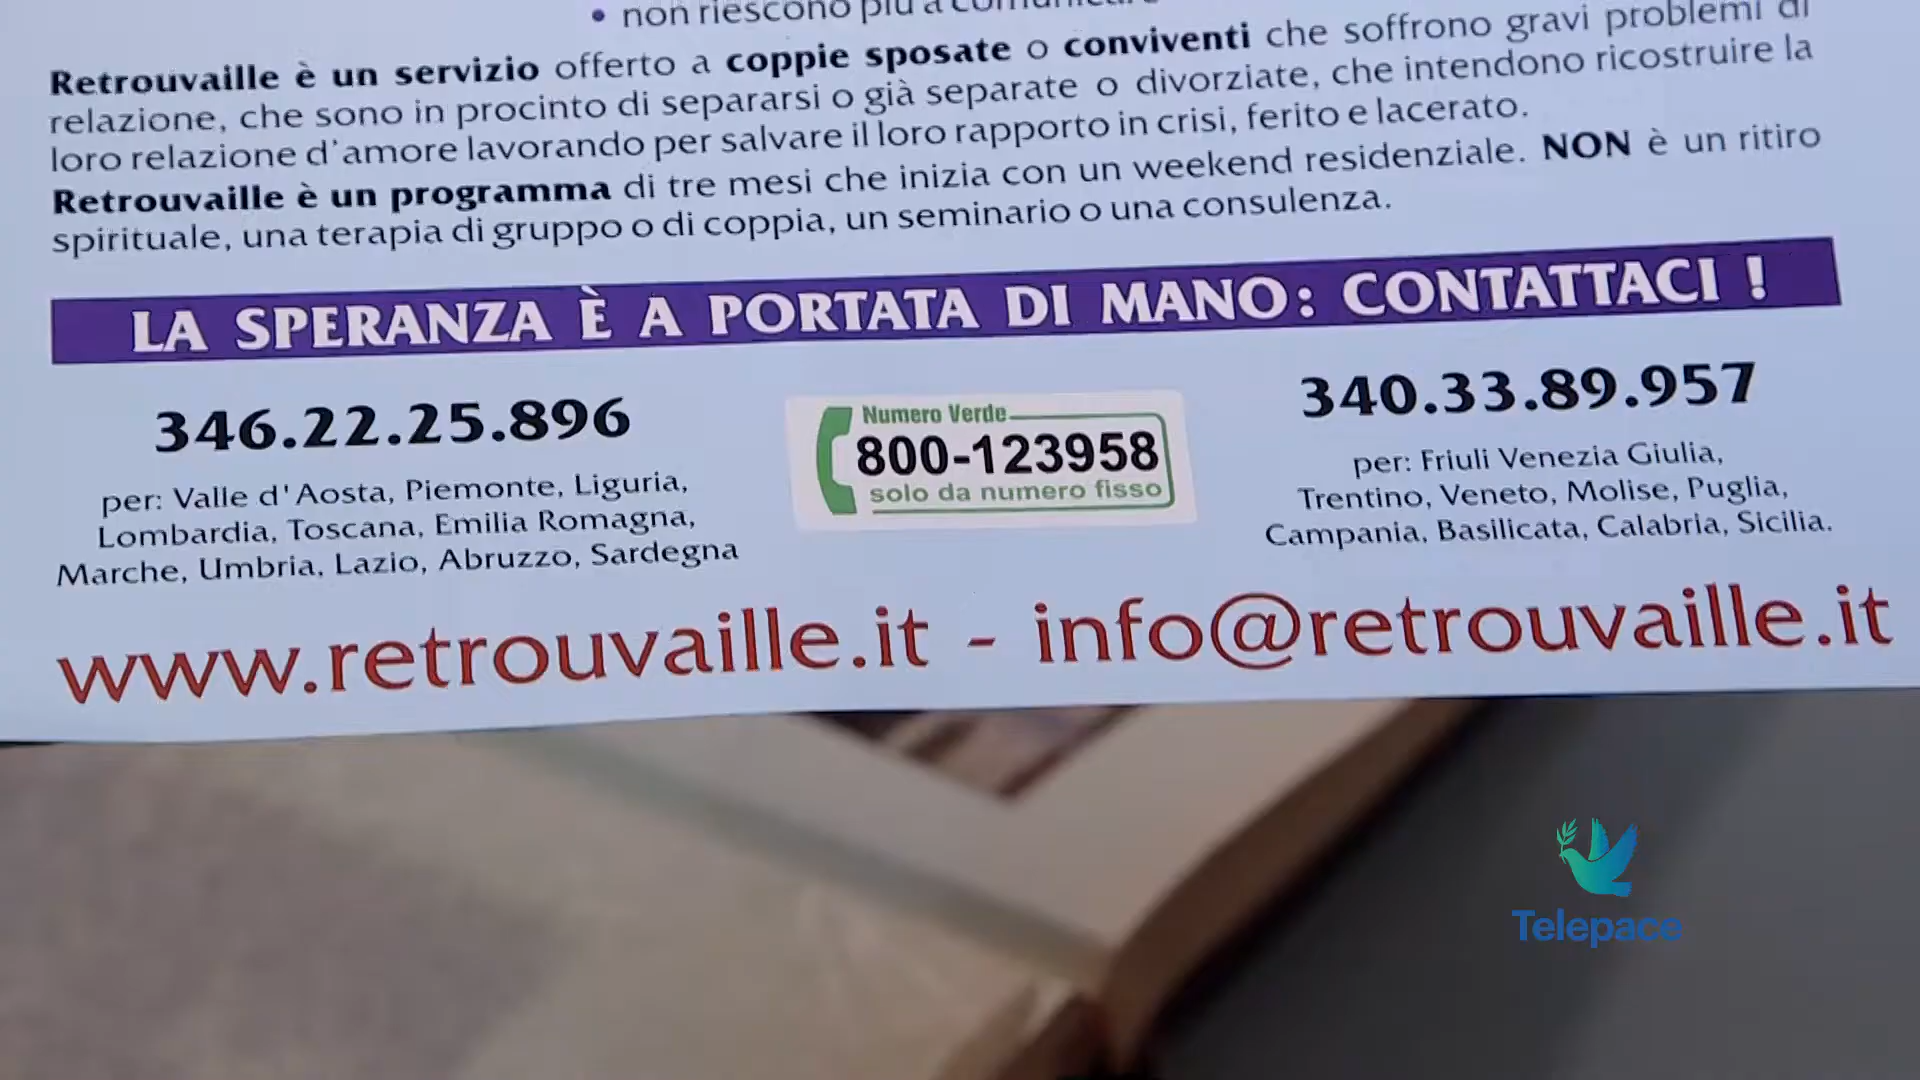 • non riescono più a comunicare
Retrouvaille è un servizio offerto a coppie sposate o conviventi che soffrono gravi problemi di
relazione, che sono in procinto di separarsi o già separate o divorziate, che intendono ricostruire la
loro relazione d'amore lavorando per salvare il loro rapporto in crisi, ferito e lacerato.
Retrouvaille è un programma di tre mesi che inizia con un weekend residenziale. NON è un ritiro
spirituale, una terapia di gruppo o di coppia, un seminario o una consulenza.
LA SPERANZA È A PORTATA DI MANO: CONTATTACI !
346.22.25.896
per: Valle d'Aosta, Piemonte, Liguria,
Lombardia, Toscana, Emilia Romagna,
Marche, Umbria, Lazio, Abruzzo, Sardegna
Numero Verde
800-123958
solo da numero fisso
340.33.89.957
per: Friuli Venezia Giulia,
Trentino, Veneto, Molise, Puglia,
Campania, Basilicata, Calabria, Sicilia.
www.retrouvaille.it - info@retrouvaille.it
Telepace